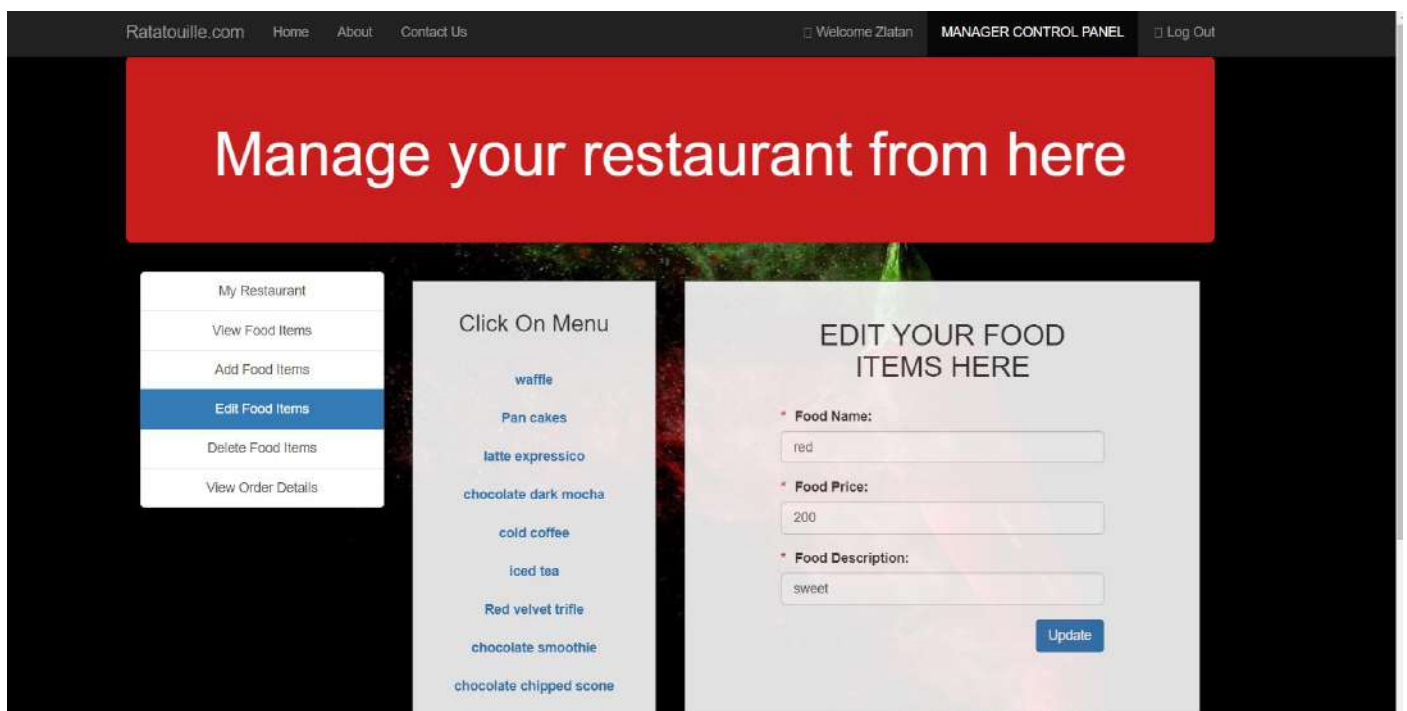 Ratatouille.com Home About Contact Us Welcome Zlatan MANAGER CONTROL PANEL Log Out
Manage your restaurant from here
My Restaurant
View Food Items
Add Food Items
Edit Food Items
Delete Food Items
View Order Details
Click On Menu
waffle
Pan cakes
latte expressico
chocolate dark mocha
cold coffee
iced tea
Red velvet trifle
chocolate smoothie
chocolate chipped scone
EDIT YOUR FOOD
ITEMS HERE
* Food Name:
red
* Food Price:
200
* Food Description:
sweet
Update